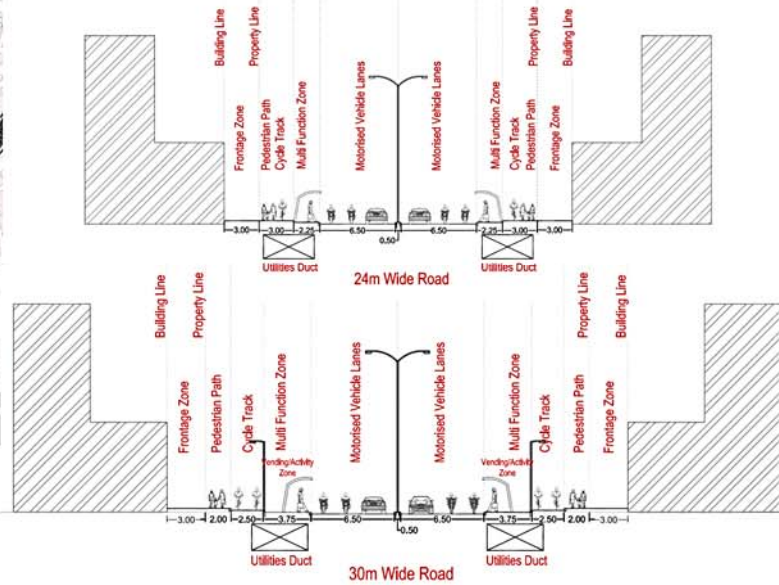 Building Line
Property Line
Property Line
Building Line
Frontage Zone
Pedestrian Path
Cycle Track
Multi Function Zone
Motorised Vehicle Lanes
Motorised Vehicle Lanes
Multi Function Zone
Cycle Track
Pedestrian Path
Frontage Zone
3.00 3.00 2.25 6.50 0.50 6.50 2.25 3.00 3.00
Utilities Duct
Utilities Duct
24m Wide Road
Building Line
Property Line
Property Line
Building Line
Frontage Zone
Pedestrian Path
Cycle Track
Multi Function Zone
Motorised Vehicle Lanes
Motorised Vehicle Lanes
Multi Function Zone
Cycle Track
Pedestrian Path
Frontage Zone
Vending/Activity
Zone
Vending/Activity
Zone
3.00 2.00 2.50 3.75 6.50 0.50 6.50 3.75 2.50 2.00 3.00
Utilities Duct
Utilities Duct
30m Wide Road